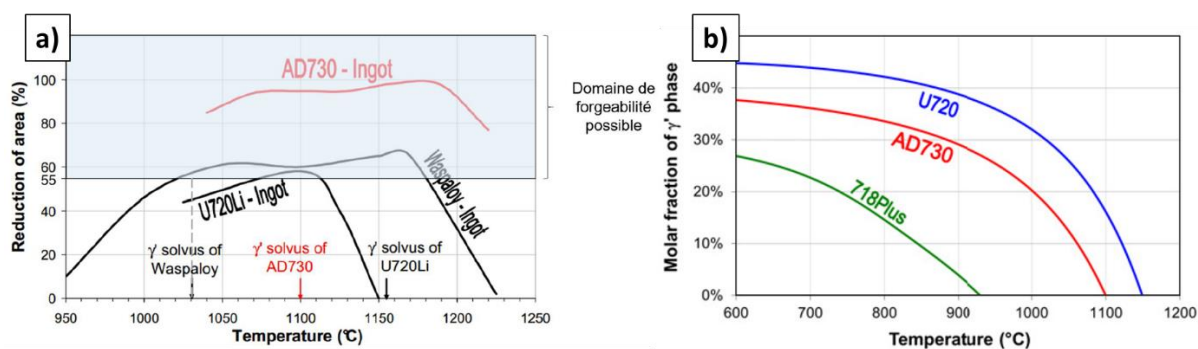 a)
Reduction of area (%)
100
80
60
55
40
20
0
AD730 - Ingot
U720Li - Ingot
Waspaloy - Ingot
γ' solvus of
Waspaloy
γ' solvus of
AD730
γ' solvus of
U720Li
950
1000
1050
1100
1150
1200
1250
Temperature (°C)
Domaine de
forgeabilité
possible
b)
Molar fraction of γ' phase
40%
30%
20%
10%
0%
U720
AD730
718Plus
600
700
800
900
1000
1100
1200
Temperature (°C)